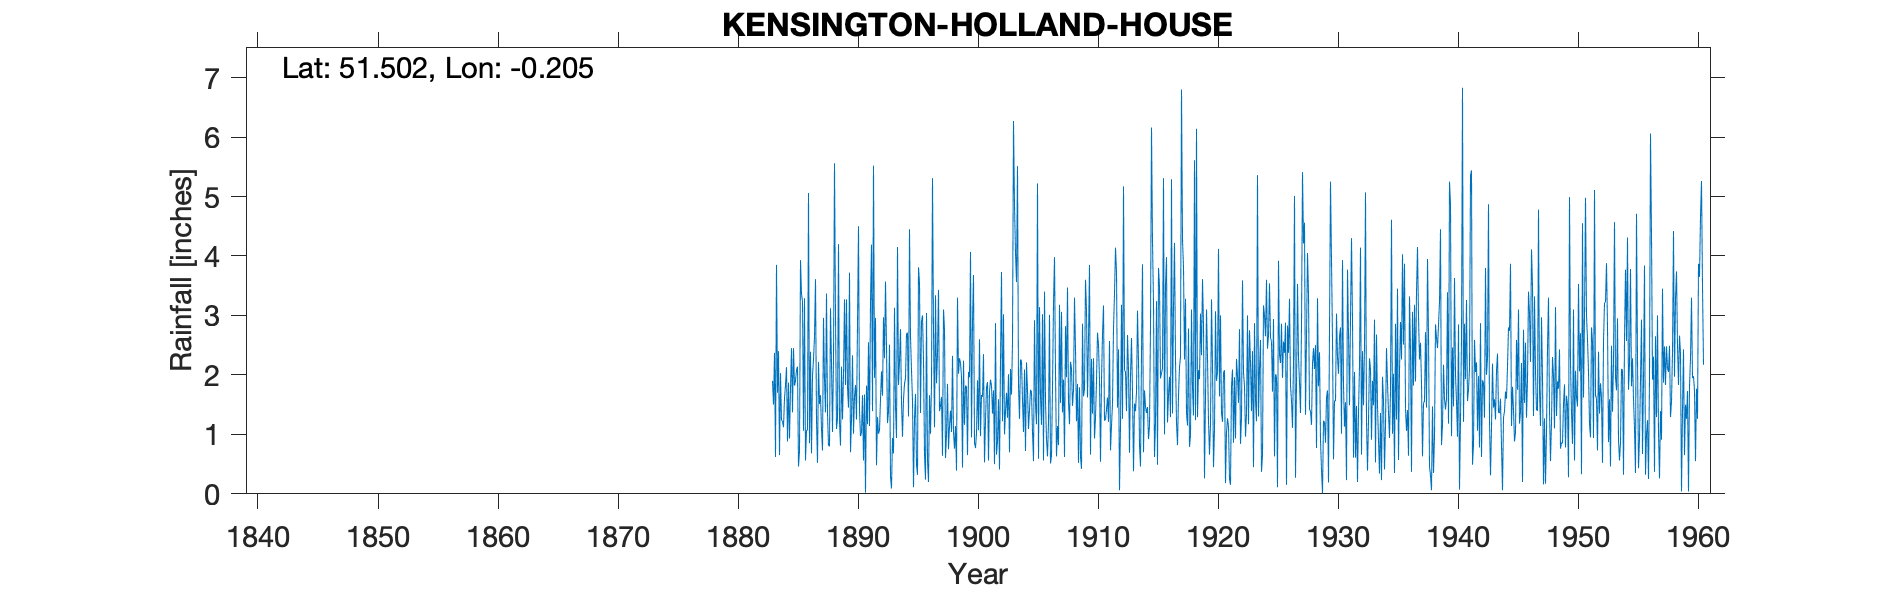 KENSINGTON-HOLLAND-HOUSE
Lat: 51.502, Lon: -0.205
Rainfall [inches]
7
6
5
4
3
2
1
0
1840 1850 1860 1870 1880 1890 1900 1910 1920 1930 1940 1950 1960
Year